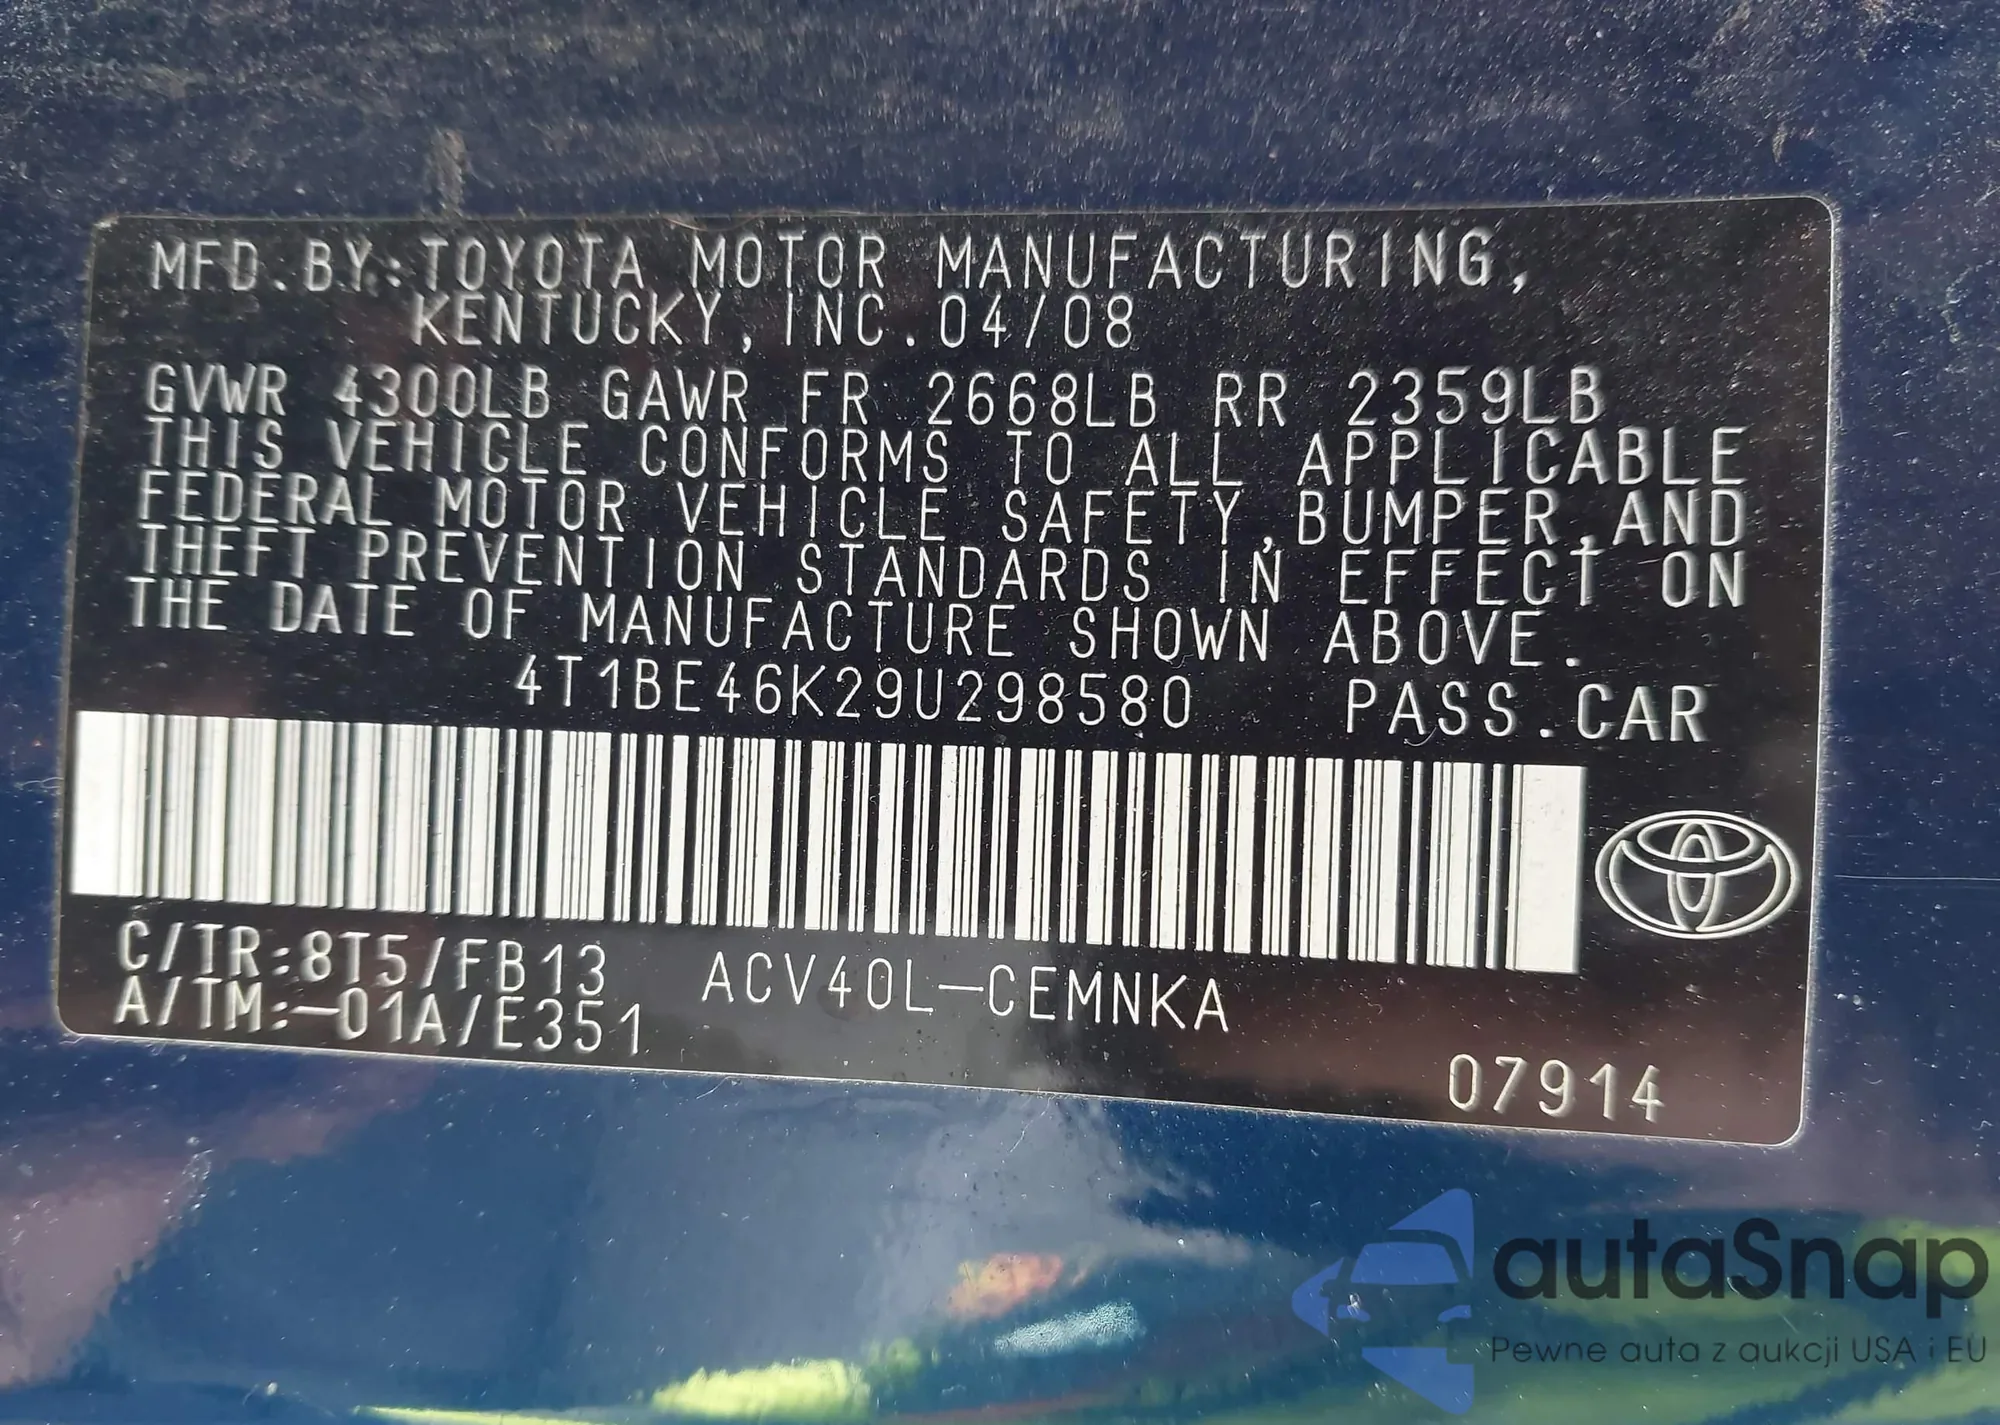 MFD.BY:TOYOTA MOTOR MANUFACTURING,
KENTUCKY, INC.04/08
GVWR 4300LB GAWR FR 2668LB RR 2359LB
THIS VEHICLE CONFORMS TO ALL APPLICABLE
FEDERAL MOTOR VEHICLE SAFETY,BUMPER,AND
THEFT PREVENTION STANDARDS IN EFFECT ON
THE DATE OF MANUFACTURE SHOWN ABOVE.
4T1BE46K29U298580 PASS.CAR
C/TR:8T5/FB13 ACV40L-CEMNKA
A/TM:-01A/E351
07914
autaSnap
Pewne auta z aukcji USA i EU